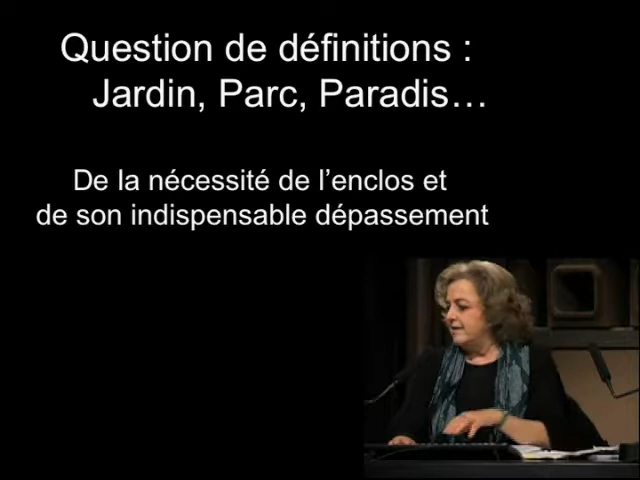 Question de définitions :
Jardin, Parc, Paradis…
De la nécessité de l’enclos et
de son indispensable dépassement